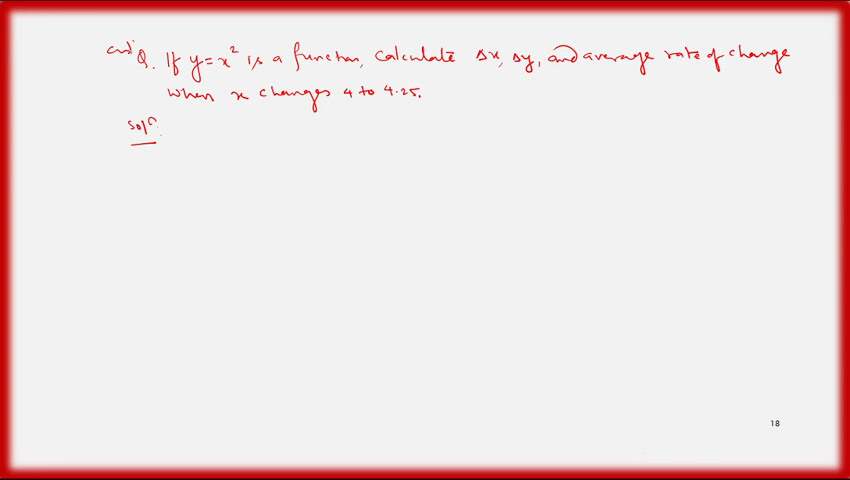 Q. If y = x² is a function, calculate Δx, Δy, and average rate of change
when x changes 4 to 4.25.
Solⁿ:
18